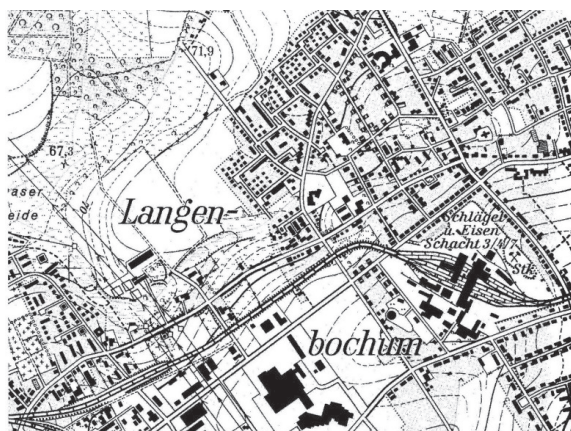 71,9
67,3
aser
eide
Langen-
Schlägel
u. Eisen
Schacht 3/4/7
Stk.
bochum